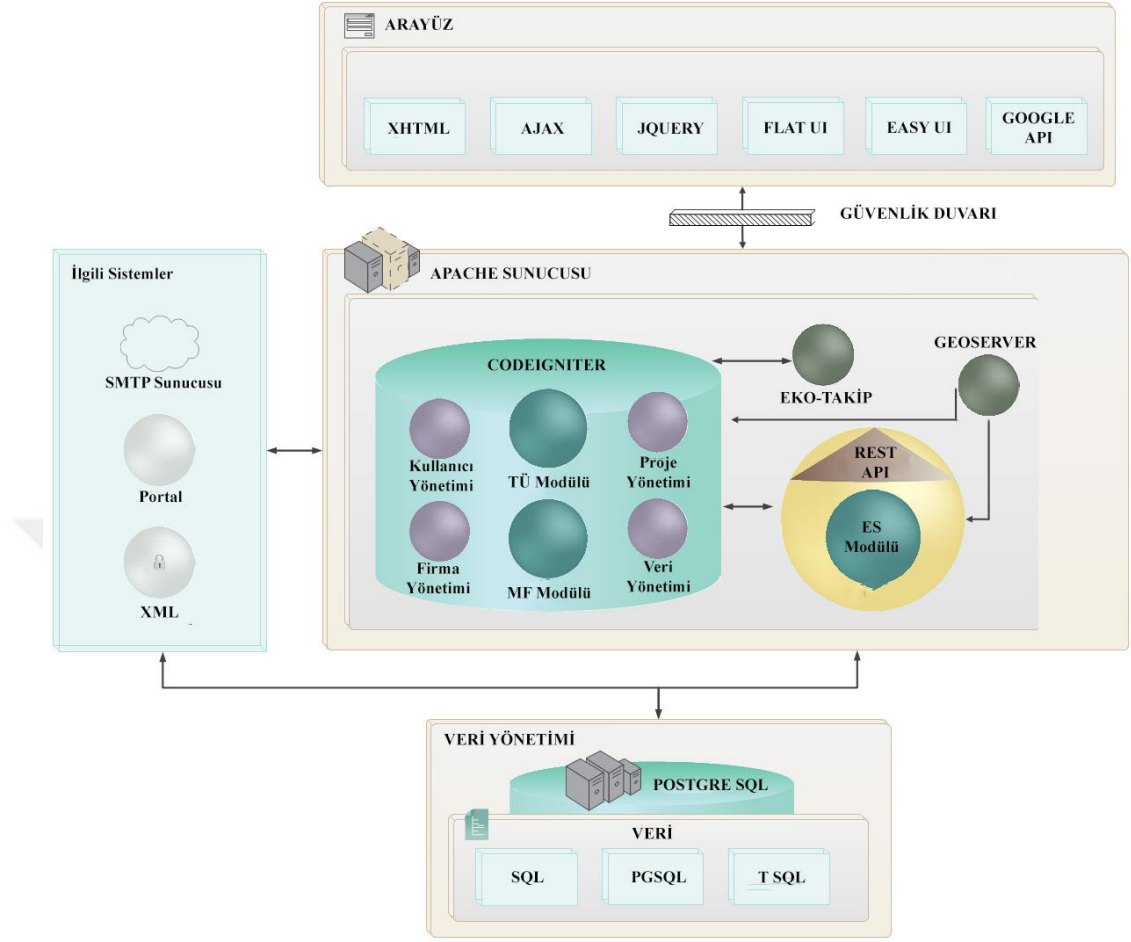 ARAYÜZ
XHTML
AJAX
JQUERY
FLAT UI
EASY UI
GOOGLE
API
GÜVENLİK DUVARI
İlgili Sistemler
SMTP Sunucusu
Portal
XML
APACHE SUNUCUSU
CODEIGNITER
Kullanıcı
Yönetimi
TÜ Modülü
Proje
Yönetimi
Firma
Yönetimi
MF Modülü
Veri
Yönetimi
EKO-TAKİP
GEOSERVER
REST
API
ES
Modülü
VERİ YÖNETİMİ
POSTGRE SQL
VERİ
SQL
PGSQL
T SQL